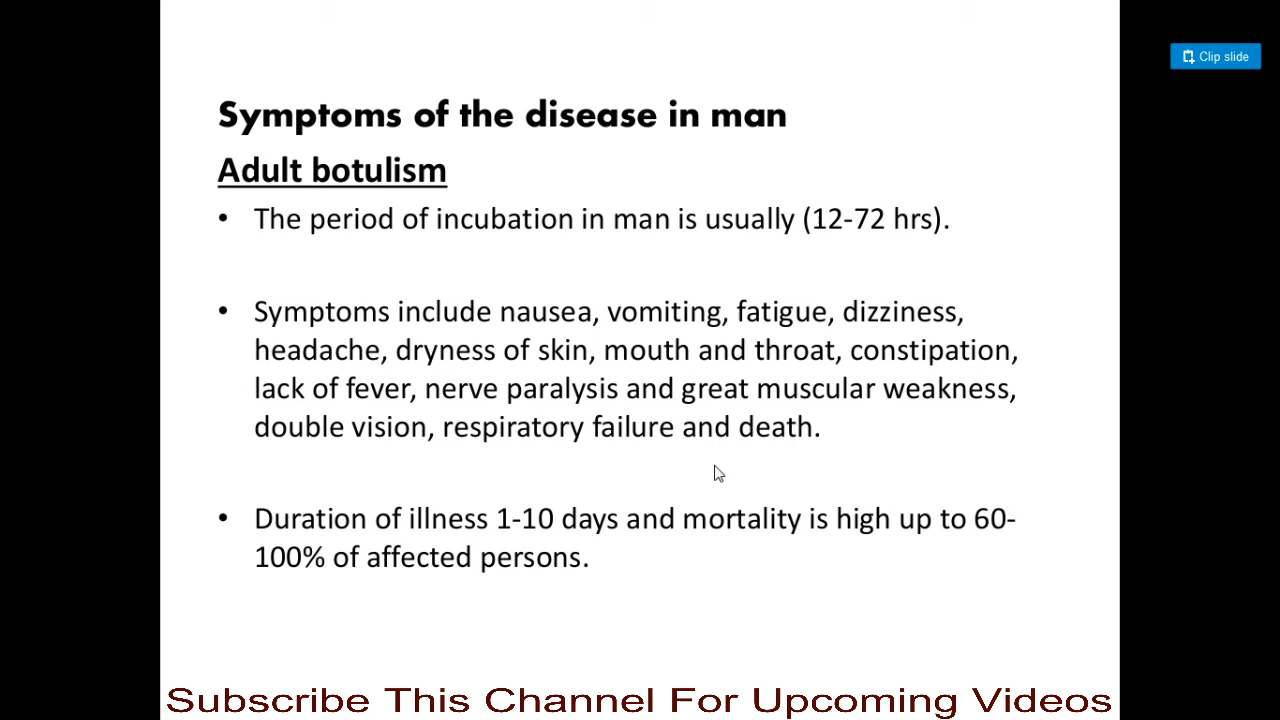 Clip slide
Symptoms of the disease in man
Adult botulism
• The period of incubation in man is usually (12-72 hrs).
• Symptoms include nausea, vomiting, fatigue, dizziness,
headache, dryness of skin, mouth and throat, constipation,
lack of fever, nerve paralysis and great muscular weakness,
double vision, respiratory failure and death.
• Duration of illness 1-10 days and mortality is high up to 60-
100% of affected persons.
Subscribe This Channel For Upcoming Videos